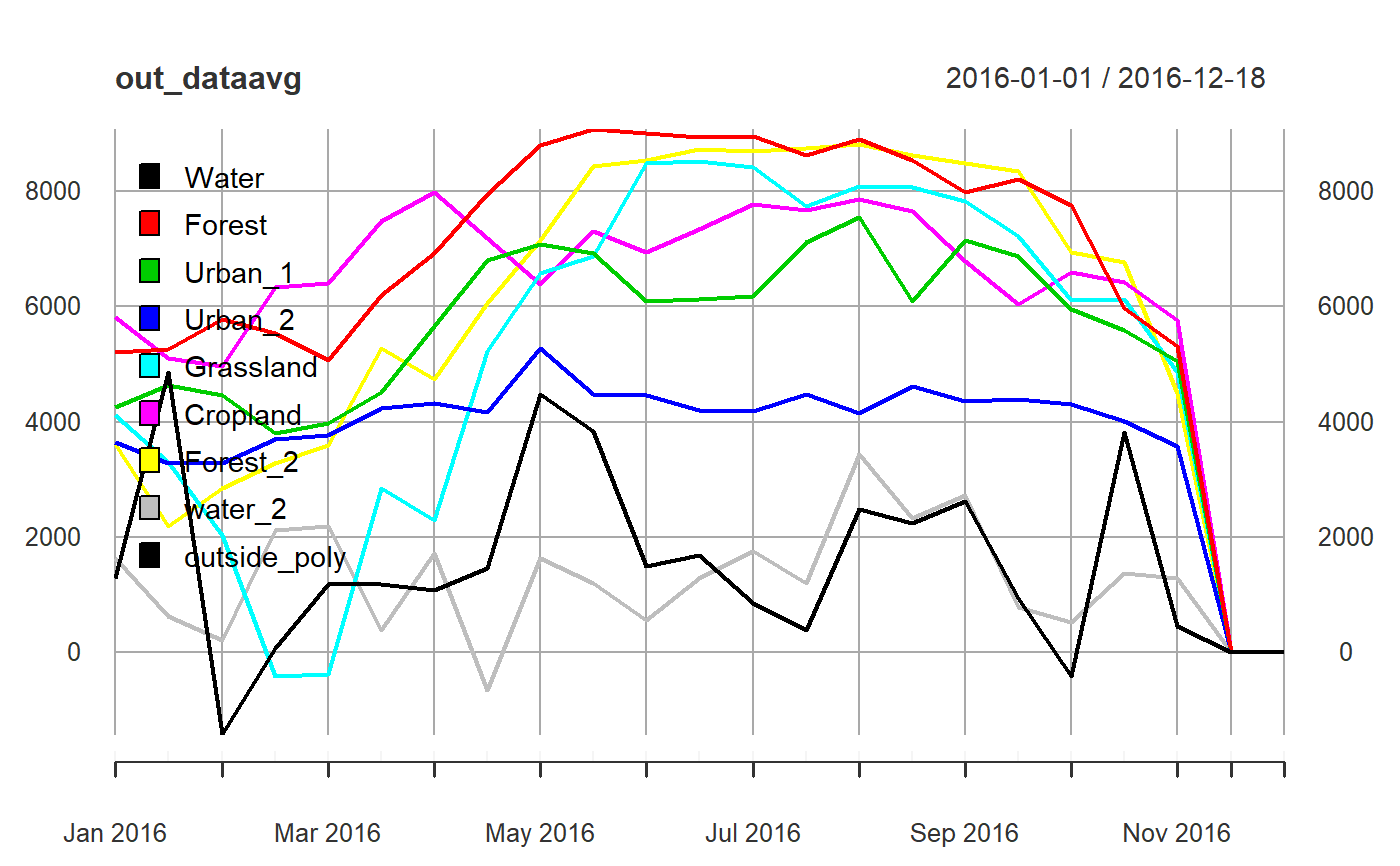 out_dataavg 2016-01-01 / 2016-12-18
Water
8000 8000
Forest
Urban_1
6000 6000
Urban_2
Grassland
Cropland
4000 4000
Forest_2
water_2
2000 2000
outside_poly
0 0
Jan 2016 Mar 2016 May 2016 Jul 2016 Sep 2016 Nov 2016